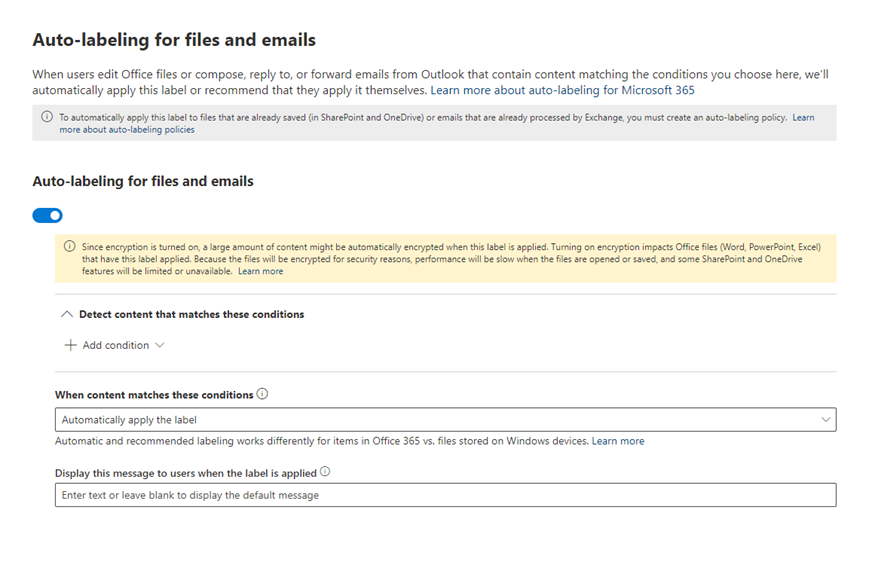 Auto-labeling for files and emails
When users edit Office files or compose, reply to, or forward emails from Outlook that contain content matching the conditions you choose here, we'll
automatically apply this label or recommend that they apply it themselves. Learn more about auto-labeling for Microsoft 365
To automatically apply this label to files that are already saved (in SharePoint and OneDrive) or emails that are already processed by Exchange, you must create an auto-labeling policy. Learn
more about auto-labeling policies
Auto-labeling for files and emails
Since encryption is turned on, a large amount of content might be automatically encrypted when this label is applied. Turning on encryption impacts Office files (Word, PowerPoint, Excel)
that have this label applied. Because the files will be encrypted for security reasons, performance will be slow when the files are opened or saved, and some SharePoint and OneDrive
features will be limited or unavailable. Learn more
Detect content that matches these conditions
Add condition
When content matches these conditions
Automatically apply the label
Automatic and recommended labeling works differently for items in Office 365 vs. files stored on Windows devices. Learn more
Display this message to users when the label is applied
Enter text or leave blank to display the default message